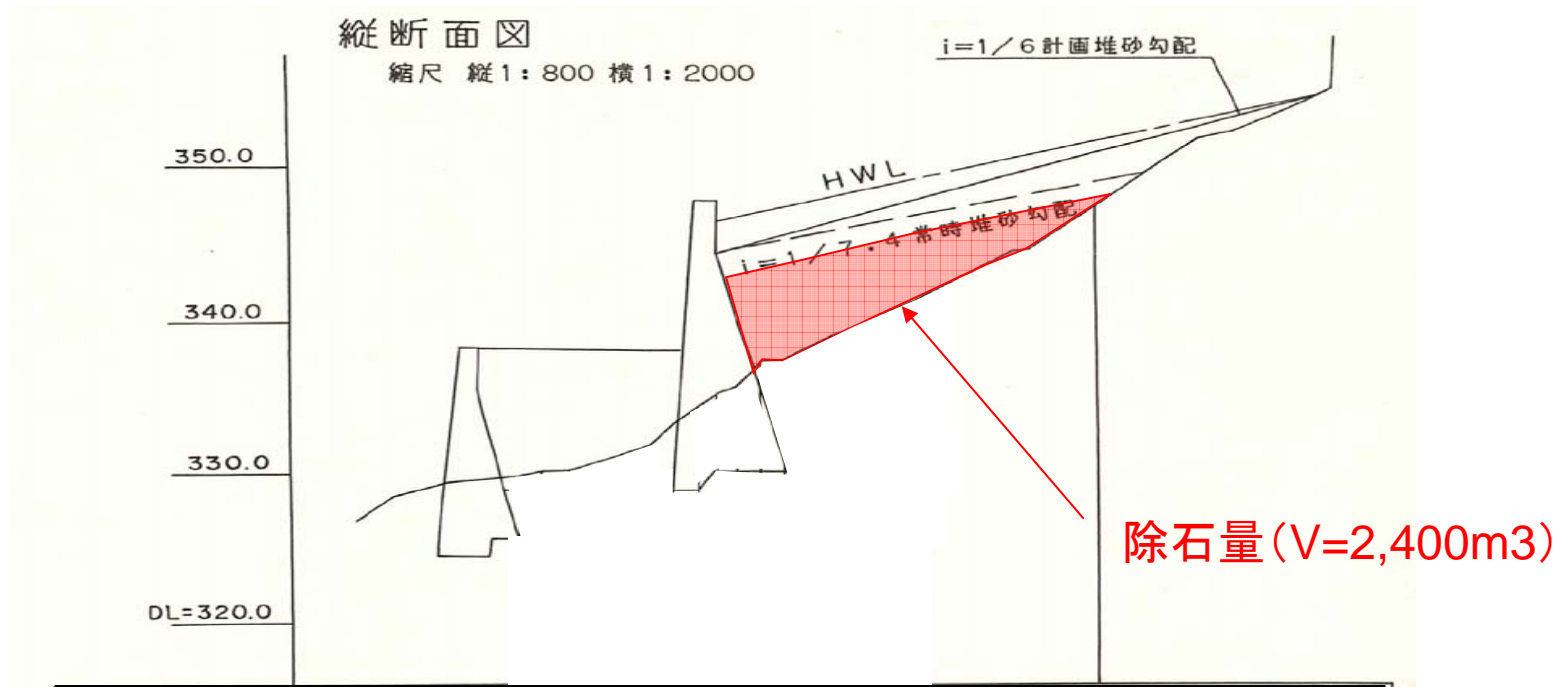 縦断面図
縮尺 縦1:800 横1:2000
i=1/6計画堆砂勾配
350.0
HWL
i=1/7.4常時堆砂勾配
340.0
330.0
除石量(V=2,400m3)
DL=320.0